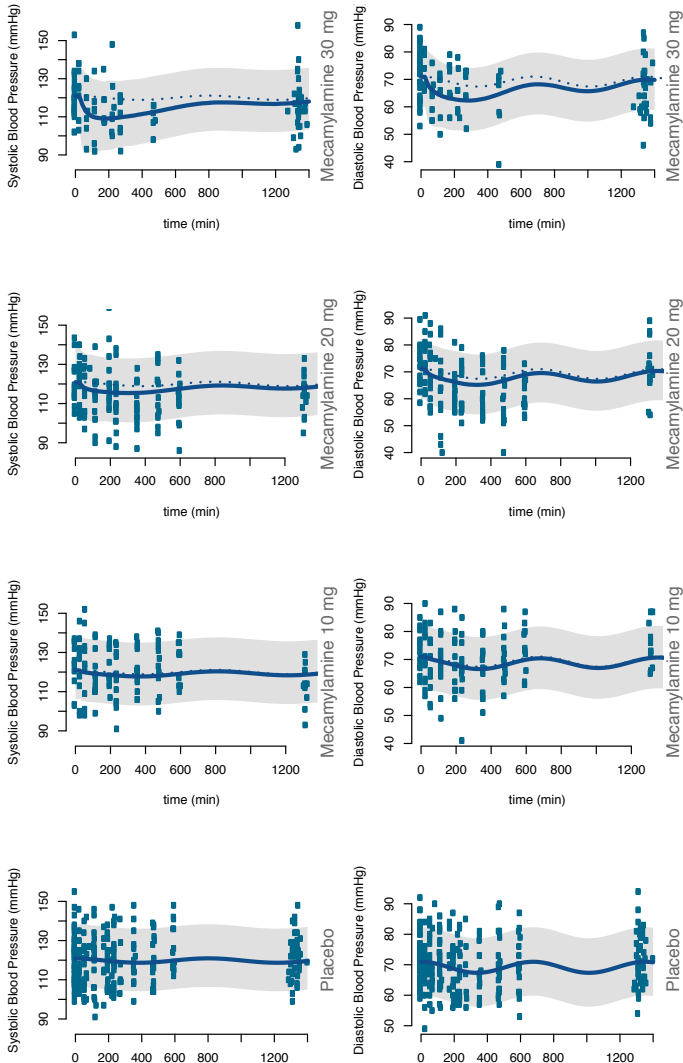 Systolic Blood Pressure (mmHg)
150
130
110
90
0 200 400 600 800 1200
time (min)
Mecamylamine 30 mg
Diastolic Blood Pressure (mmHg)
90
80
70
60
50
40
0 200 400 600 800 1200
time (min)
Mecamylamine 30 mg
Systolic Blood Pressure (mmHg)
150
130
110
90
0 200 400 600 800 1200
time (min)
Mecamylamine 20 mg
Diastolic Blood Pressure (mmHg)
90
80
70
60
50
40
0 200 400 600 800 1200
time (min)
Mecamylamine 20 mg
Systolic Blood Pressure (mmHg)
150
130
110
90
0 200 400 600 800 1200
time (min)
Mecamylamine 10 mg
Diastolic Blood Pressure (mmHg)
90
80
70
60
50
40
0 200 400 600 800 1200
time (min)
Mecamylamine 10 mg
Systolic Blood Pressure (mmHg)
150
130
110
90
0 200 400 600 800 1200
Placebo
Diastolic Blood Pressure (mmHg)
90
80
70
60
50
0 200 400 600 800 1200
Placebo